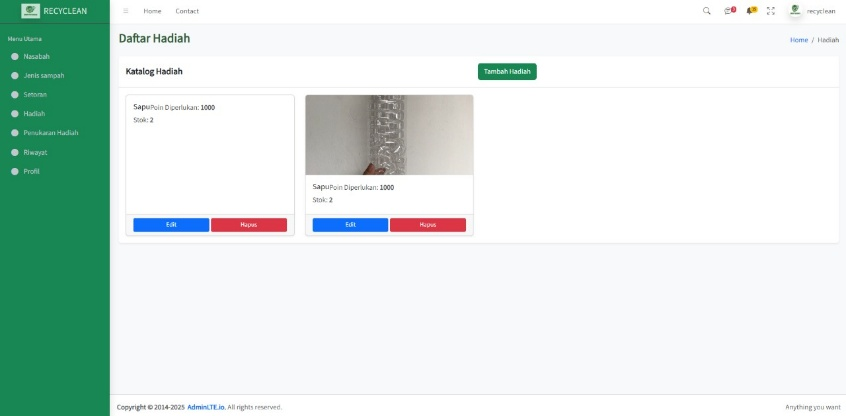 RECYCLEAN
Home Contact
recyclean
Menu Utama
Nasabah
Jenis sampah
Setoran
Hadiah
Penukaran Hadiah
Riwayat
Profil
Daftar Hadiah
Home / Hadiah
Katalog Hadiah
Tambah Hadiah
SapuPoin Diperlukan: 1000
Stok: 2
Edit Hapus
SapuPoin Diperlukan: 1000
Stok: 2
Edit Hapus
Copyright © 2014-2025 AdminLTE.io. All rights reserved.
Anything you want